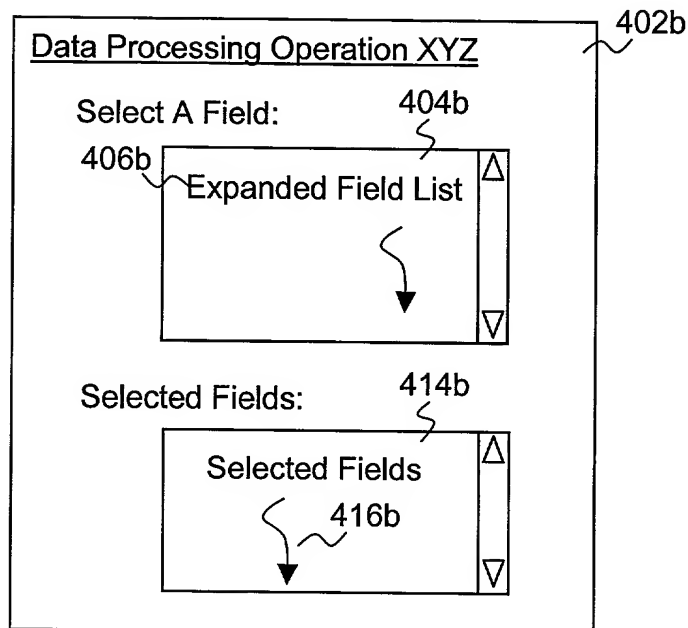 402b
Data Processing Operation XYZ
Select A Field:
404b
406b
Expanded Field List
Selected Fields:
414b
Selected Fields
416b